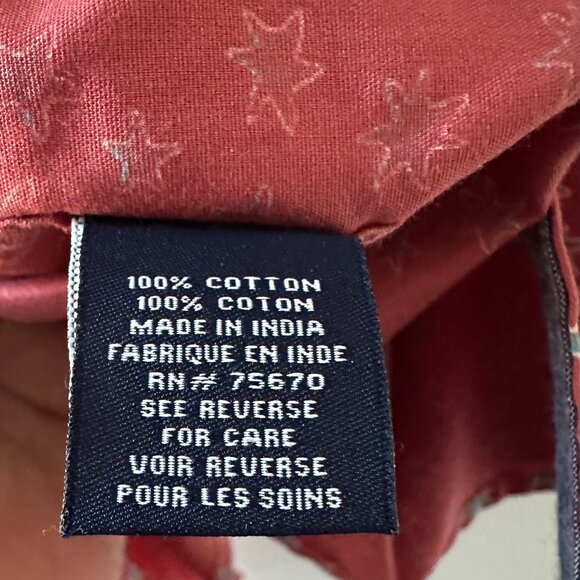 100% COTTON
100% COTON
MADE IN INDIA
FABRIQUE EN INDE
RN# 75670
SEE REVERSE
FOR CARE
VOIR REVERSE
POUR LES SOINS